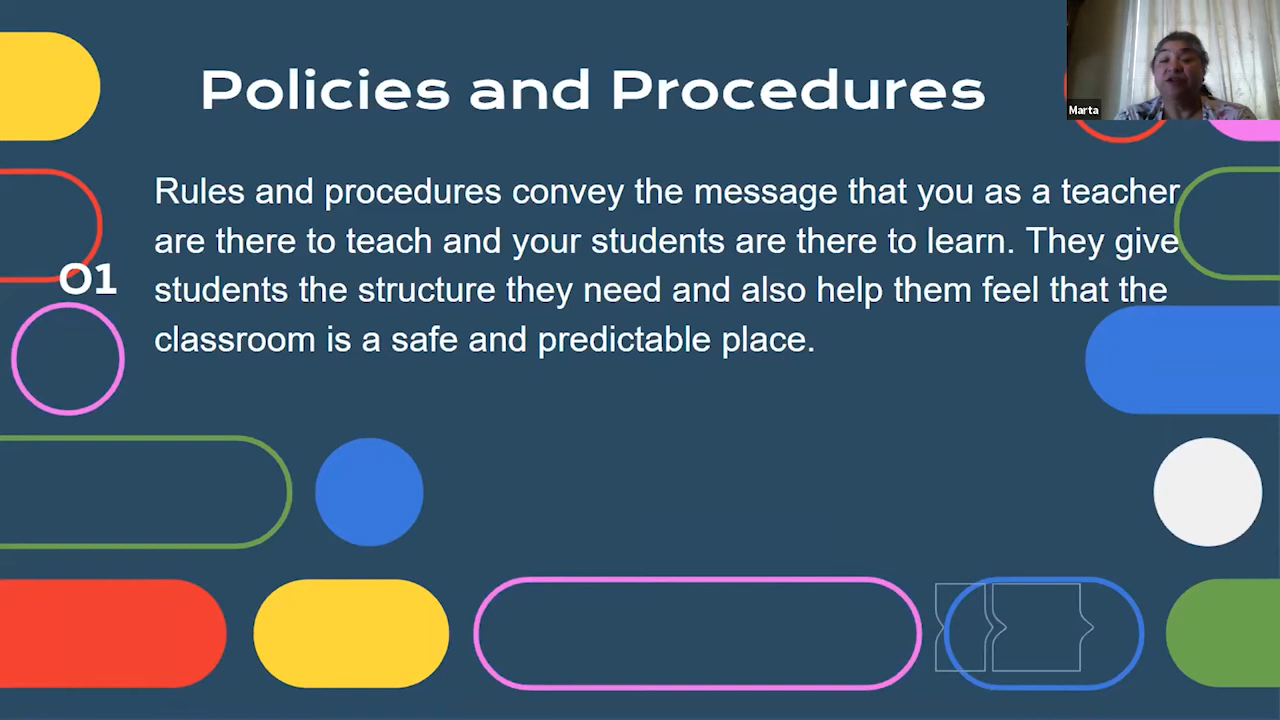 Policies and Procedures
Marta
Rules and procedures convey the message that you as a teacher
are there to teach and your students are there to learn. They give
01
students the structure they need and also help them feel that the
classroom is a safe and predictable place.